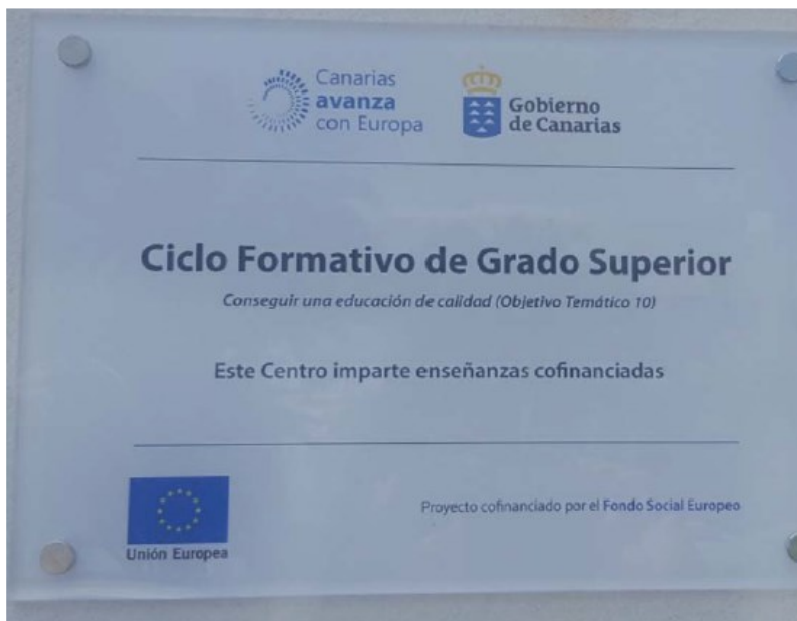 Canarias
avanza
con Europa
Gobierno
de Canarias
Ciclo Formativo de Grado Superior
Conseguir una educación de calidad (Objetivo Temático 10)
Este Centro imparte enseñanzas cofinanciadas
Unión Europea
Proyecto cofinanciado por el Fondo Social Europeo